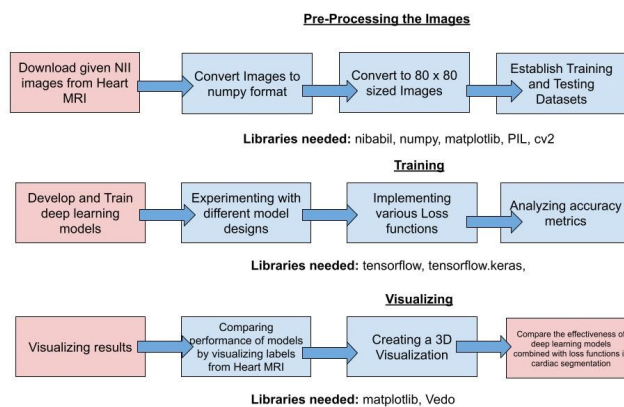 Pre-Processing the Images
Download given NII
images from Heart
MRI
Convert Images to
numpy format
Convert to 80 x 80
sized Images
Establish Training
and Testing
Datasets
Libraries needed: nibabil, numpy, matplotlib, PIL, cv2
Training
Develop and Train
deep learning
models
Experimenting with
different model
designs
Implementing
various Loss
functions
Analyzing accuracy
metrics
Libraries needed: tensorflow, tensorflow.keras,
Visualizing
Visualizing results
Comparing
performance of models
by visualizing labels
from Heart MRI
Creating a 3D
Visualization
Compare the effectiveness of
deep learning models
combined with loss functions i
cardiac segmentation
Libraries needed: matplotlib, Vedo